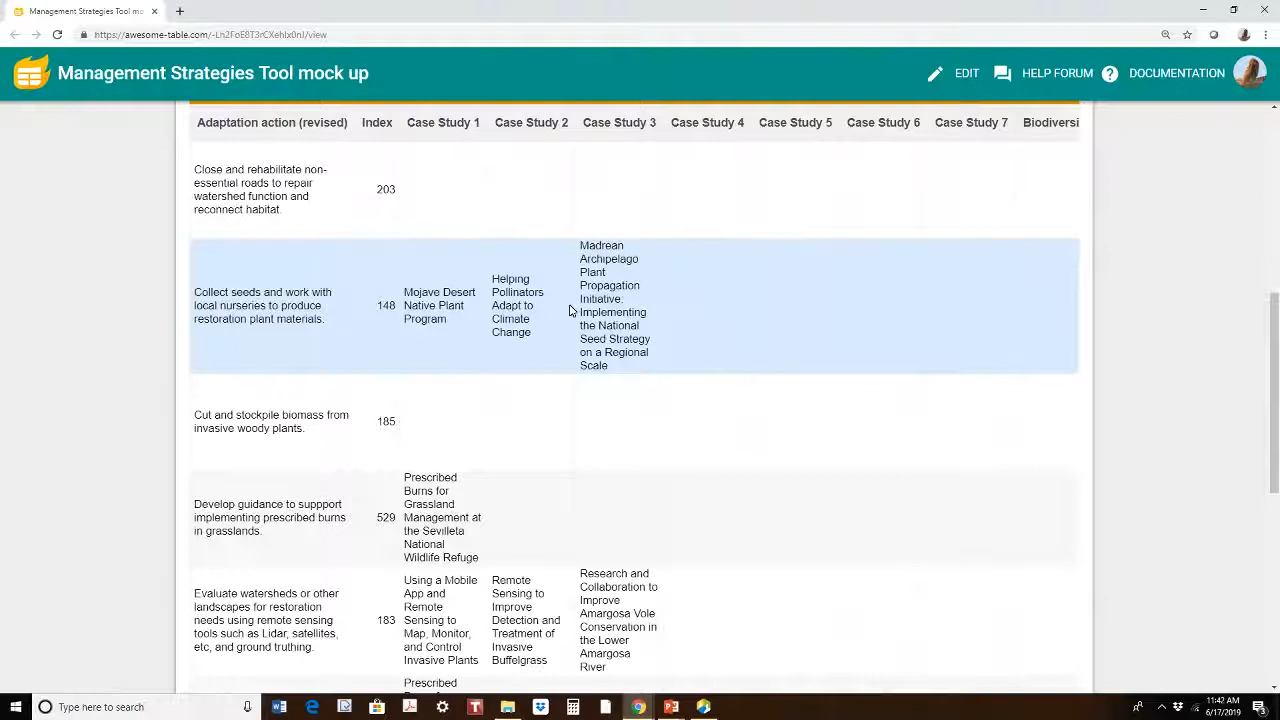 Management Strategies Tool mo
https://awesome-table.com/-Lh2FoE8T3rCXehlx0nJ/view
Management Strategies Tool mock up
EDIT
HELP FORUM
DOCUMENTATION
Adaptation action (revised) Index Case Study 1 Case Study 2 Case Study 3 Case Study 4 Case Study 5 Case Study 6 Case Study 7 Biodiversi
Close and rehabilitate non-
essential roads to repair
watershed function and
reconnect habitat.
203
Collect seeds and work with
local nurseries to produce
restoration plant materials.
148
Mojave Desert
Native Plant
Program
Helping
Pollinators
Adapt to
Climate
Change
Madrean
Archipelago
Plant
Propagation
Initiative:
Implementing
the National
Seed Strategy
on a Regional
Scale
Cut and stockpile biomass from
invasive woody plants.
185
Develop guidance to suppport
implementing prescribed burns
in grasslands.
529
Prescribed
Burns for
Grassland
Management at
the Sevilleta
National
Wildlife Refuge
Evaluate watersheds or other
landscapes for restoration
needs using remote sensing
tools such as Lidar, satellites,
etc, and ground truthing.
183
Using a Mobile
App and
Remote
Sensing to
Map, Monitor,
and Control
Invasive Plants
Remote
Sensing to
Improve
Detection and
Treatment of
Invasive
Buffelgrass
Research and
Collaboration to
Improve
Amargosa Vole
Conservation in
the Lower
Amargosa
River
Prescribed
Type here to search
11:42 AM
6/17/2019